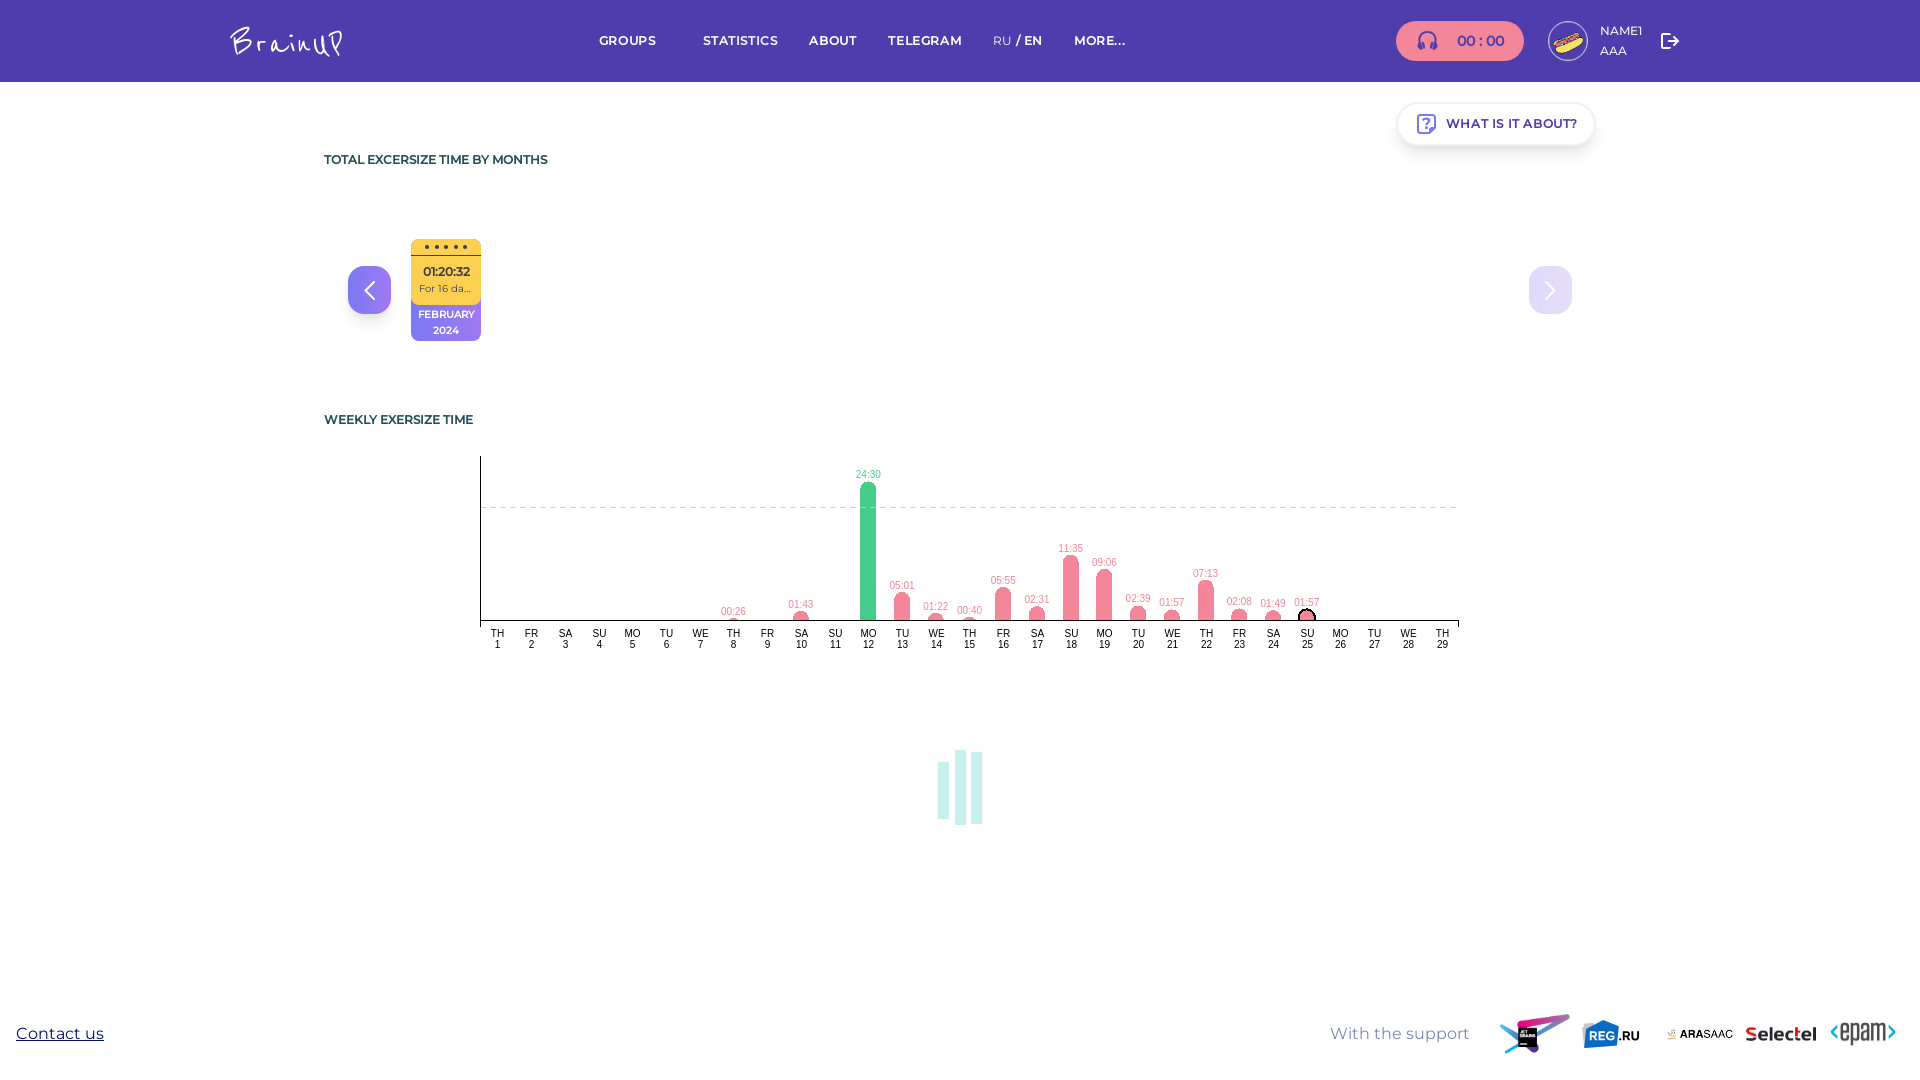 BrainUP
GROUPS STATISTICS ABOUT TELEGRAM RU / EN MORE...
00 : 00
NAME1
AAA
WHAT IS IT ABOUT?
TOTAL EXCERSIZE TIME BY MONTHS
01:20:32
For 16 da...
FEBRUARY
2024
WEEKLY EXERSIZE TIME
24:30
11:35
09:06
07:13
05:55
05:01
02:31
02:39
01:57
02:08
01:49
01:57
01:43
01:22
00:40
00:26
TH FR SA SU MO TU WE TH FR SA SU MO TU WE TH FR SA SU MO TU WE TH FR SA SU MO TU WE TH
1 2 3 4 5 6 7 8 9 10 11 12 13 14 15 16 17 18 19 20 21 22 23 24 25 26 27 28 29
Contact us
With the support
REG.RU
ARASAAC
Selectel
<epam>